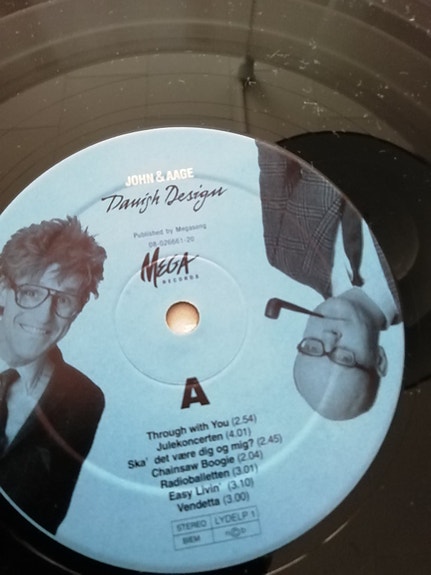 JOHN & AAGE
Danish Design
Published by Megasong
09-026661-20
MEGA
RECORDS
A
Through with You (2.54)
Julekoncerten (4.01)
Ska' det være dig og mig? (2.45)
Chainsaw Boogie (2.04)
Radioballetten (3.01)
Easy Livin' (3.10)
Vendetta (3.00)
STEREO LYDELP 1
BIEM